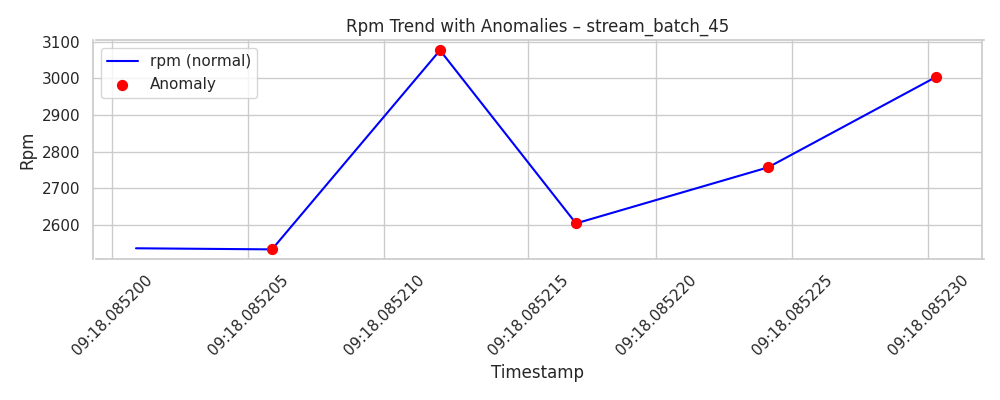 Rpm Trend with Anomalies – stream_batch_45
rpm (normal)
Anomaly
Rpm
3100
3000
2900
2800
2700
2600
09:18.085200
09:18.085205
09:18.085210
09:18.085215
09:18.085220
09:18.085225
09:18.085230
Timestamp